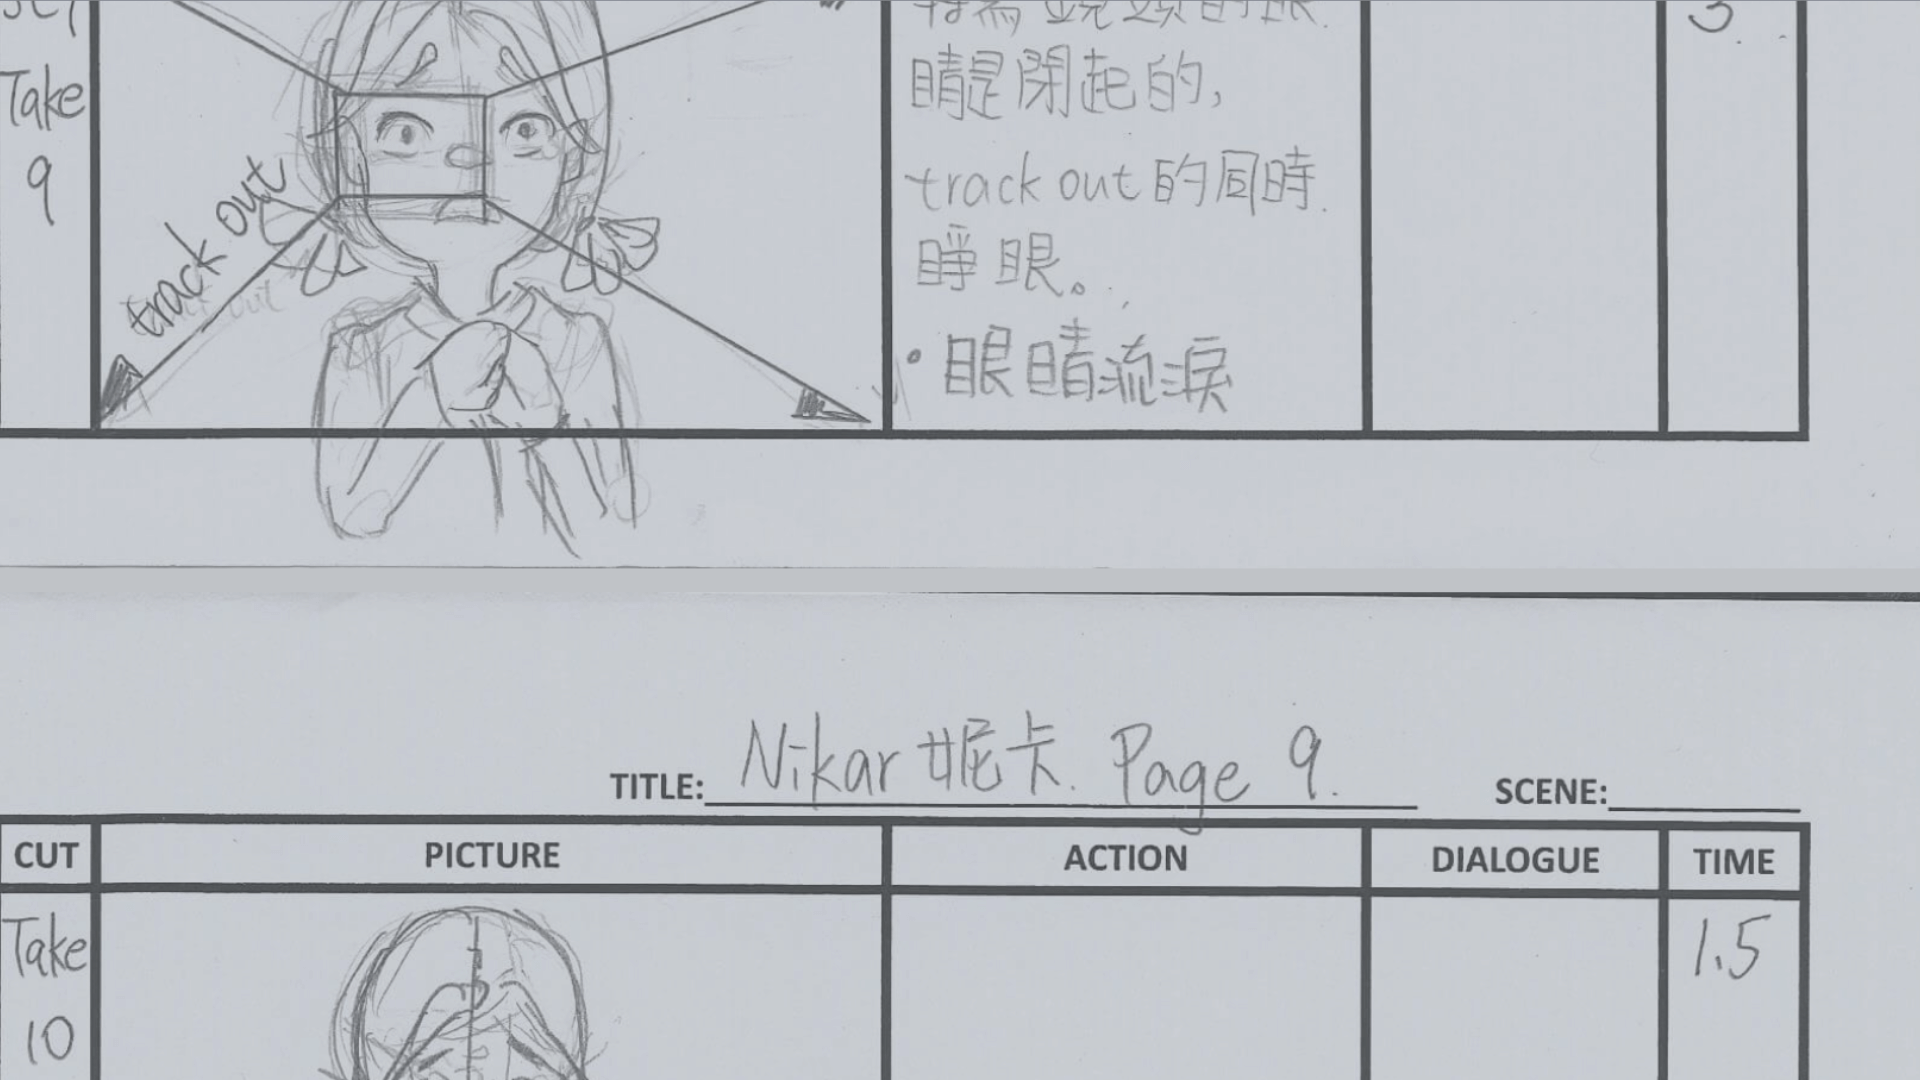 Take
9
track out
睛是閉起的,
track out 的同時
睜眼。
•眼睛流淚
3
TITLE: Nikar 妮卡. Page 9.
SCENE:
CUT
PICTURE
ACTION
DIALOGUE
TIME
Take
10
1.5